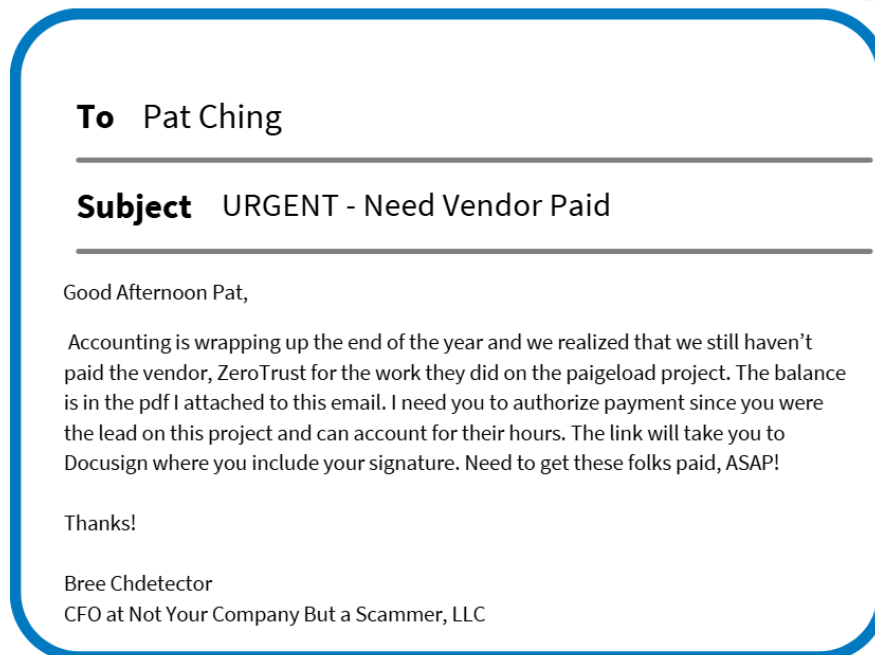 To Pat Ching
Subject URGENT - Need Vendor Paid
Good Afternoon Pat,
Accounting is wrapping up the end of the year and we realized that we still haven’t
paid the vendor, ZeroTrust for the work they did on the paigeload project. The balance
is in the pdf I attached to this email. I need you to authorize payment since you were
the lead on this project and can account for their hours. The link will take you to
Docusign where you include your signature. Need to get these folks paid, ASAP!
Thanks!
Bree Chdetector
CFO at Not Your Company But a Scammer, LLC